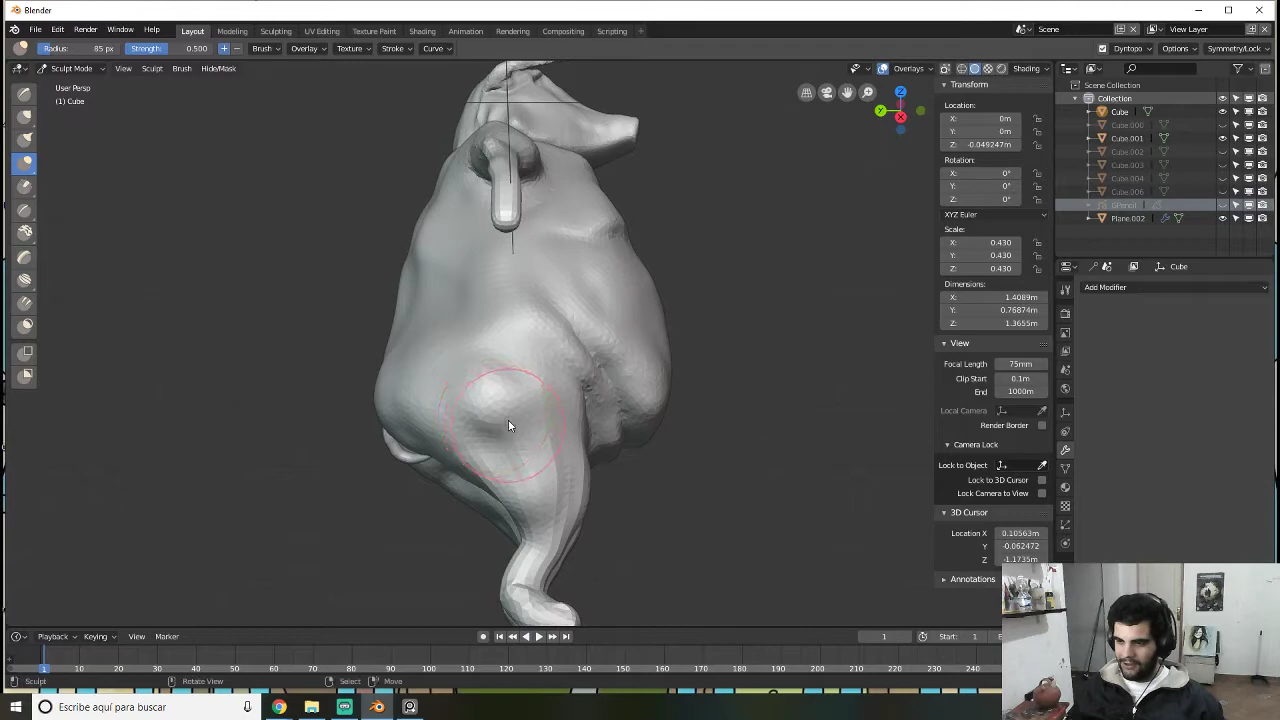 Blender
File Edit Render Window Help Layout Modeling Sculpting UV Editing Texture Paint Shading Animation Rendering Compositing Scripting + Scene View Layer
Radius: 85 px Strength: 0.500 Brush Overlay Texture Stroke Curve Dyntopo Options Symmetry/Lock
Sculpt Mode View Sculpt Brush Hide/Mask Overlays Shading
User Persp
(1) Cube
Z
Y
X
Transform
Location:
X: 0m
Y: 0m
Z: -0.049247m
Rotation:
X: 0°
Y: 0°
Z: 0°
XYZ Euler
Scale:
X: 0.430
Y: 0.430
Z: 0.430
Dimensions:
X: 1.4089m
Y: 0.76874m
Z: 1.3655m
View
Focal Length 75mm
Clip Start 0.1m
End 1000m
Local Camera
Render Border
Camera Lock
Lock to Object
Lock to 3D Cursor
Lock Camera to View
3D Cursor
Location X 0.10563m
Y -0.062472
Z -1.1735m
Annotations
Scene Collection
Collection
Cube
Cube.000
Cube.001
Cube.002
Cube.003
Cube.004
Cube.006
GPencil
Plane.002
Cube
Add Modifier
Playback Keying View Marker 1 Start: 1
1 10 20 30 40 50 60 70 80 90 100 110 120 130 140 150 160 170 180 190 200 210 220 230 240
Sculpt Rotate View Select Move
Escribe aquí para buscar